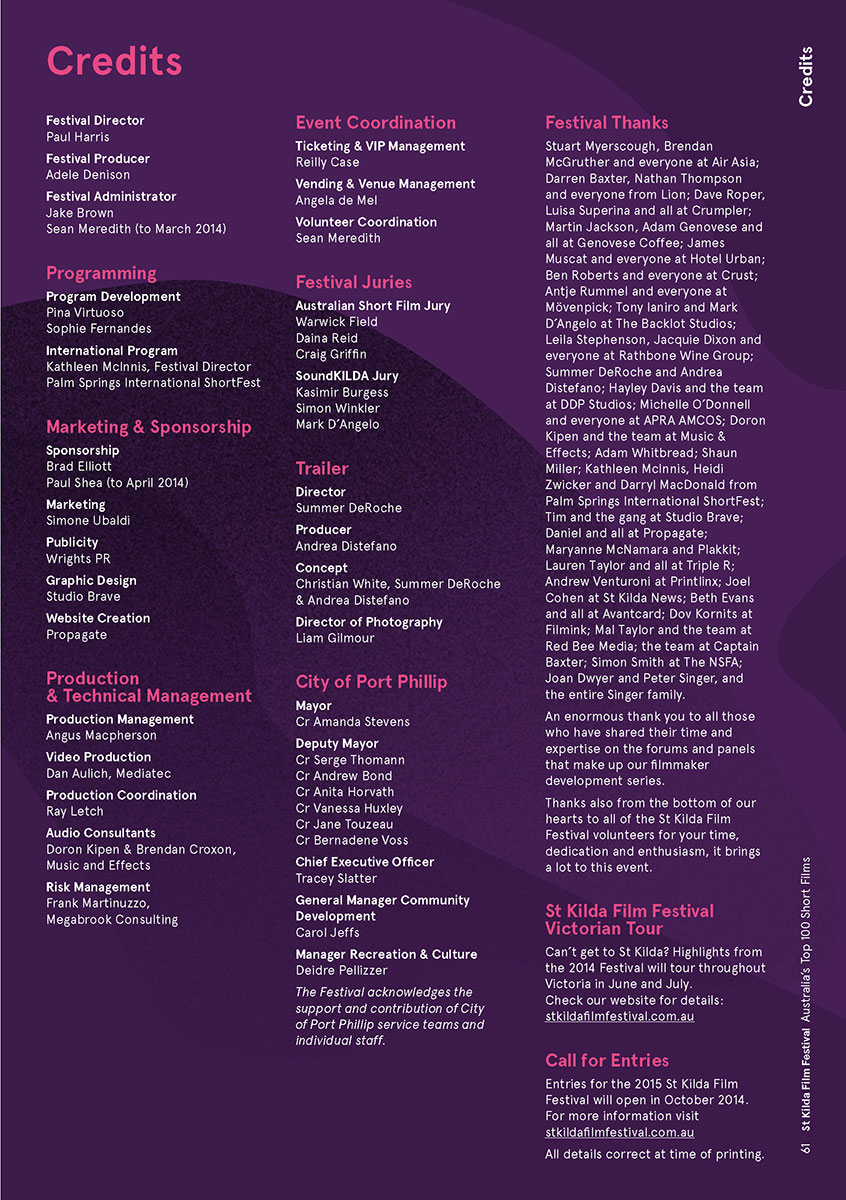 Credits
Festival Director
Paul Harris
Festival Producer
Adele Denison
Festival Administrator
Jake Brown
Sean Meredith (to March 2014)
Programming
Program Development
Pina Virtuoso
Sophie Fernandes
International Program
Kathleen McInnis, Festival Director
Palm Springs International ShortFest
Marketing & Sponsorship
Sponsorship
Brad Elliott
Paul Shea (to April 2014)
Marketing
Simone Ubaldi
Publicity
Wrights PR
Graphic Design
Studio Brave
Website Creation
Propagate
Production
& Technical Management
Production Management
Angus Macpherson
Video Production
Dan Aulich, Mediatec
Production Coordination
Ray Letch
Audio Consultants
Doron Kipen & Brendan Croxon,
Music and Effects
Risk Management
Frank Martinuzzo,
Megabrook Consulting
Event Coordination
Ticketing & VIP Management
Reilly Case
Vending & Venue Management
Angela de Mel
Volunteer Coordination
Sean Meredith
Festival Juries
Australian Short Film Jury
Warwick Field
Daina Reid
Craig Griffin
SoundKILDA Jury
Kasimir Burgess
Simon Winkler
Mark D'Angelo
Trailer
Director
Summer DeRoche
Producer
Andrea Distefano
Concept
Christian White, Summer DeRoche
& Andrea Distefano
Director of Photography
Liam Gilmour
City of Port Phillip
Mayor
Cr Amanda Stevens
Deputy Mayor
Cr Serge Thomann
Cr Andrew Bond
Cr Anita Horvath
Cr Vanessa Huxley
Cr Jane Touzeau
Cr Bernadene Voss
Chief Executive Officer
Tracey Slatter
General Manager Community
Development
Carol Jeffs
Manager Recreation & Culture
Deidre Pellizzer
The Festival acknowledges the
support and contribution of City
of Port Phillip service teams and
individual staff.
Festival Thanks
Stuart Myerscough, Brendan
McGruther and everyone at Air Asia;
Darren Baxter, Nathan Thompson
and everyone from Lion; Dave Roper,
Luisa Superina and all at Crumpler;
Martin Jackson, Adam Genovese and
all at Genovese Coffee; James
Muscat and everyone at Hotel Urban;
Ben Roberts and everyone at Crust;
Antje Rummel and everyone at
Mövenpick; Tony Ianiro and Mark
D'Angelo at The Backlot Studios;
Leila Stephenson, Jacquie Dixon and
everyone at Rathbone Wine Group;
Summer DeRoche and Andrea
Distefano; Hayley Davis and the team
at DDP Studios; Michelle O'Donnell
and everyone at APRA AMCOS; Doron
Kipen and the team at Music &
Effects; Adam Whitbread; Shaun
Miller; Kathleen McInnis, Heidi
Zwicker and Darryl MacDonald from
Palm Springs International ShortFest;
Tim and the gang at Studio Brave;
Daniel and all at Propagate;
Maryanne McNamara and Plakkit;
Lauren Taylor and all at Triple R;
Andrew Venturoni at Printlinx; Joel
Cohen at St Kilda News; Beth Evans
and all at Avantcard; Dov Kornits at
Filmink; Mal Taylor and the team at
Red Bee Media; the team at Captain
Baxter; Simon Smith at The NSFA;
Joan Dwyer and Peter Singer, and
the entire Singer family.
An enormous thank you to all those
who have shared their time and
expertise on the forums and panels
that make up our filmmaker
development series.
Thanks also from the bottom of our
hearts to all of the St Kilda Film
Festival volunteers for your time,
dedication and enthusiasm, it brings
a lot to this event.
St Kilda Film Festival
Victorian Tour
Can't get to St Kilda? Highlights from
the 2014 Festival will tour throughout
Victoria in June and July.
Check our website for details:
stkildafilmfestival.com.au
Call for Entries
Entries for the 2015 St Kilda Film
Festival will open in October 2014.
For more information visit
stkildafilmfestival.com.au
All details correct at time of printing.
Credits
61 St Kilda Film Festival Australia's Top 100 Short Films